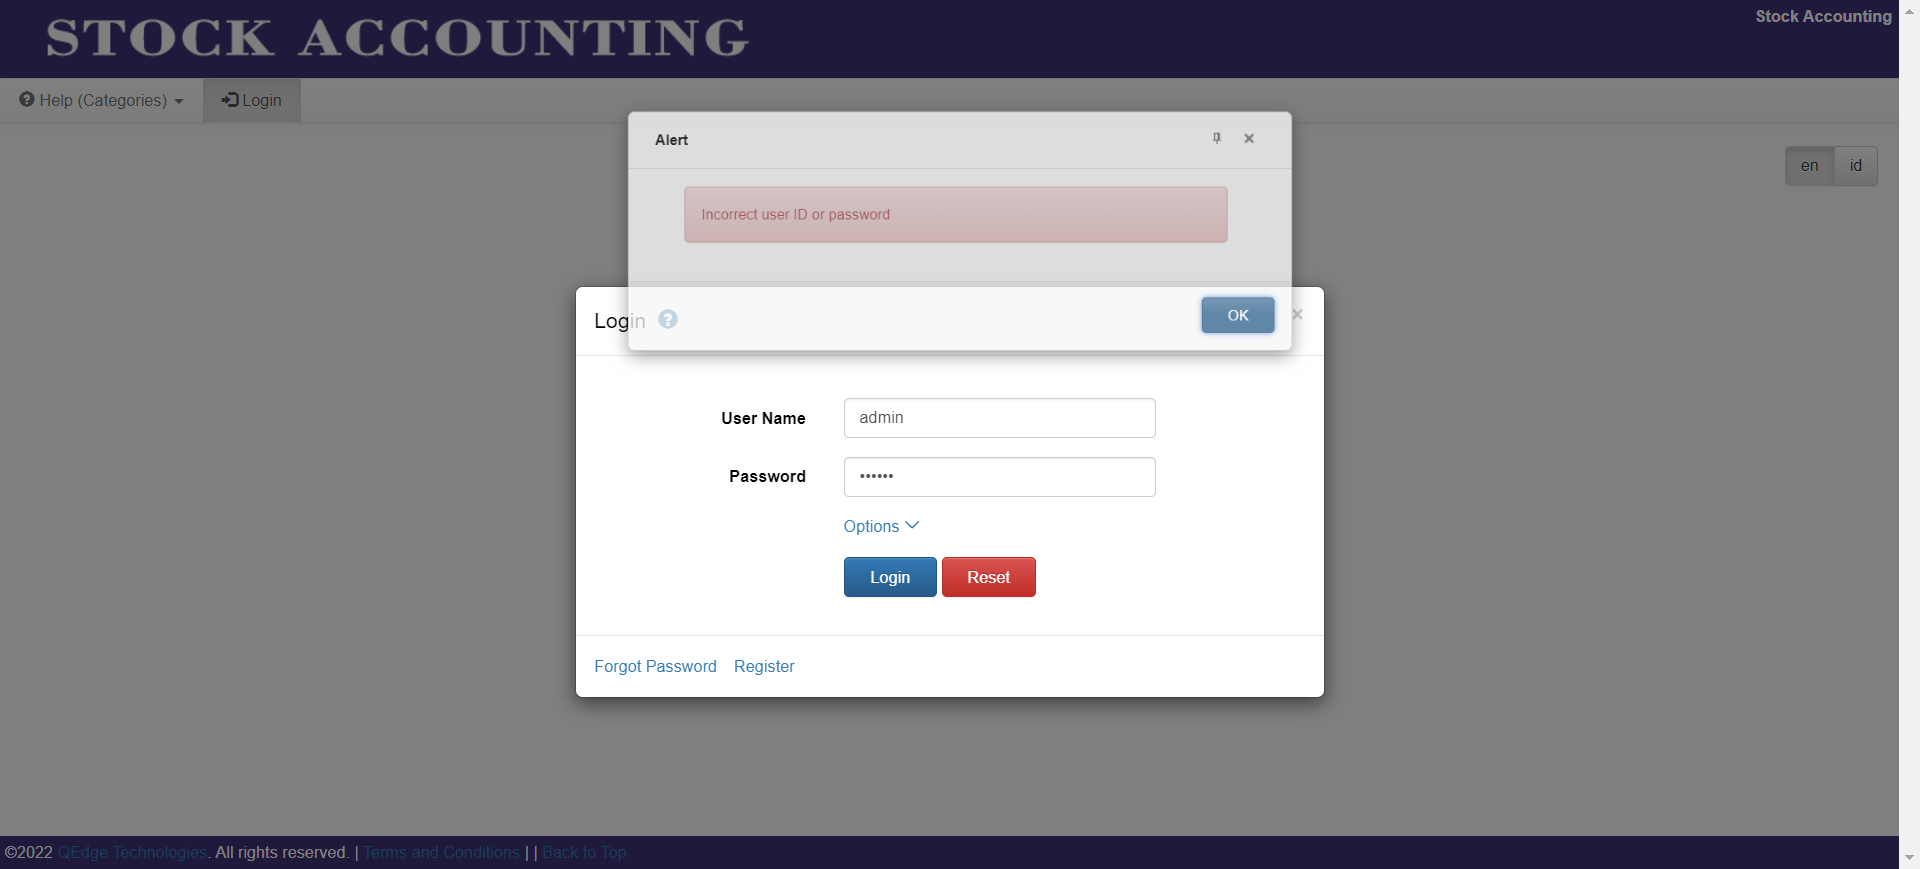 STOCK ACCOUNTING
Stock Accounting
Help (Categories)
Login
en
id
Alert
Incorrect user ID or password
OK
Login
User Name
admin
Password
••••••
Options
Login
Reset
Forgot Password
Register
©2022 QEdge Technologies. All rights reserved. | Terms and Conditions | | Back to Top